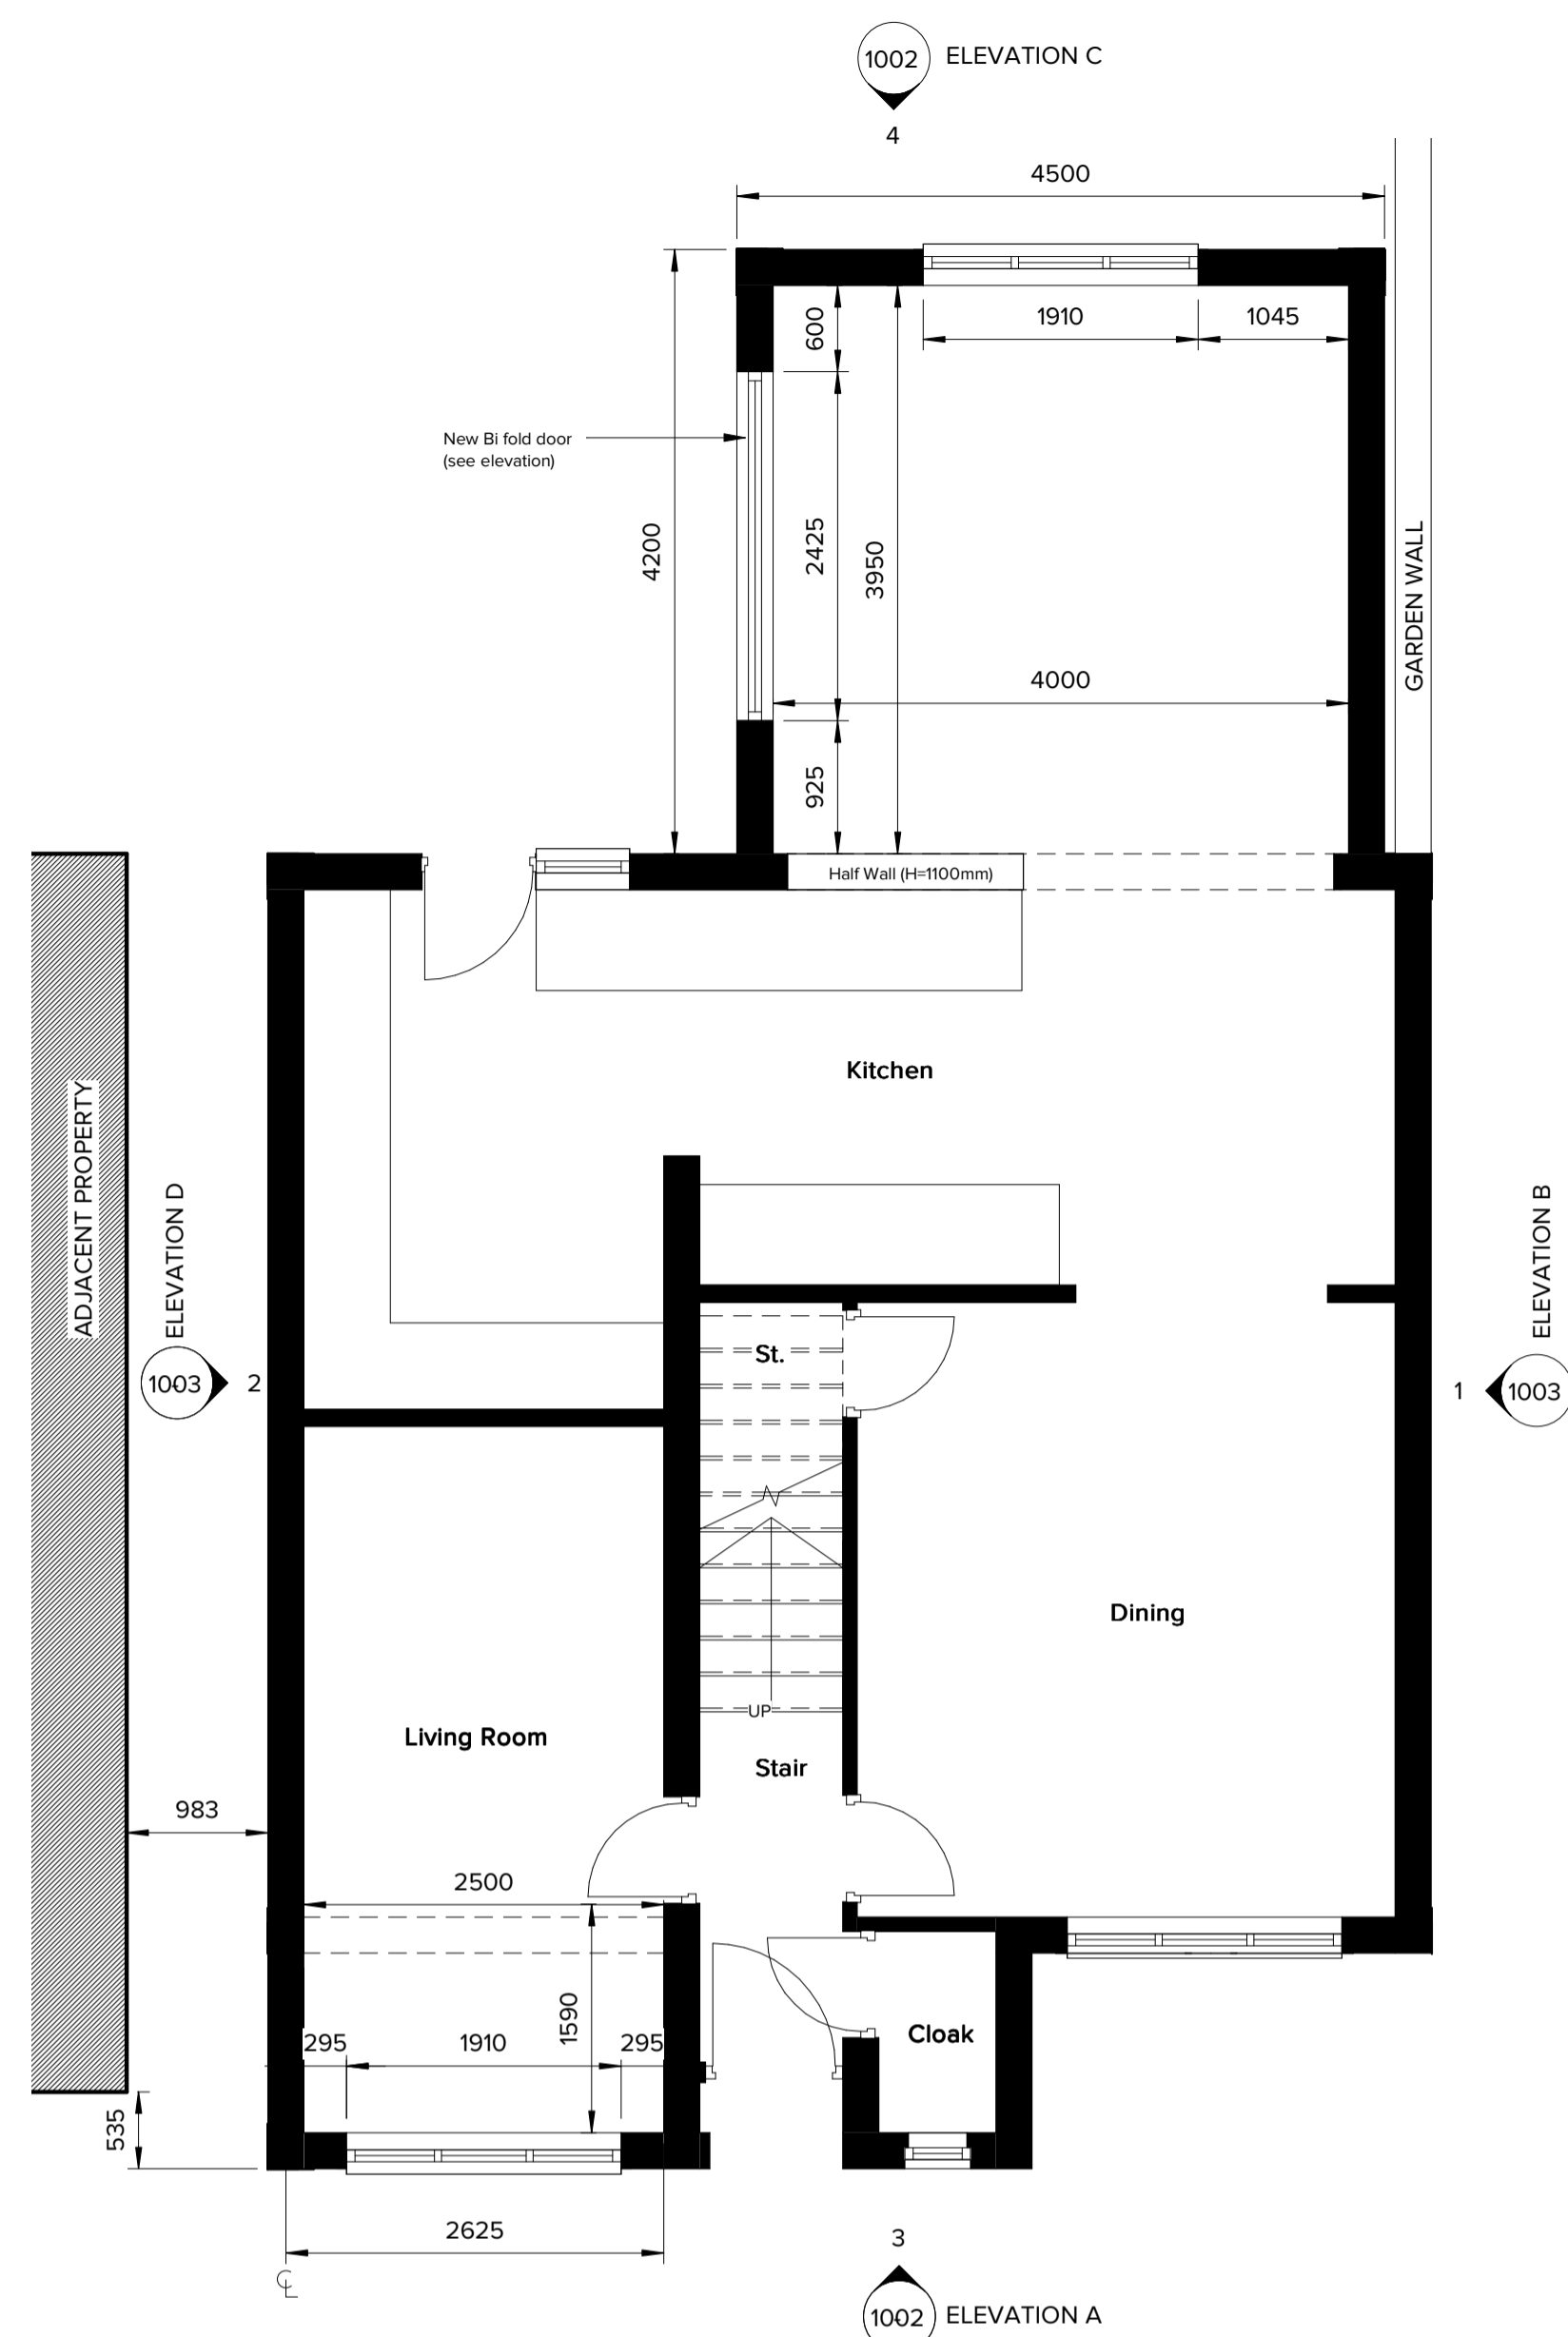 1002 ELEVATION C
4
4500
600
1910
1045
New Bi fold door
(see elevation)
4200
2425
3950
GARDEN WALL
4000
925
Half Wall (H=1100mm)
Kitchen
ADJACENT PROPERTY
ELEVATION D
ELEVATION B
St.
1003
2
1
1003
Dining
UP
Living Room
Stair
983
2500
1590
Cloak
295
1910
295
535
2625
3
CL
1002 ELEVATION A